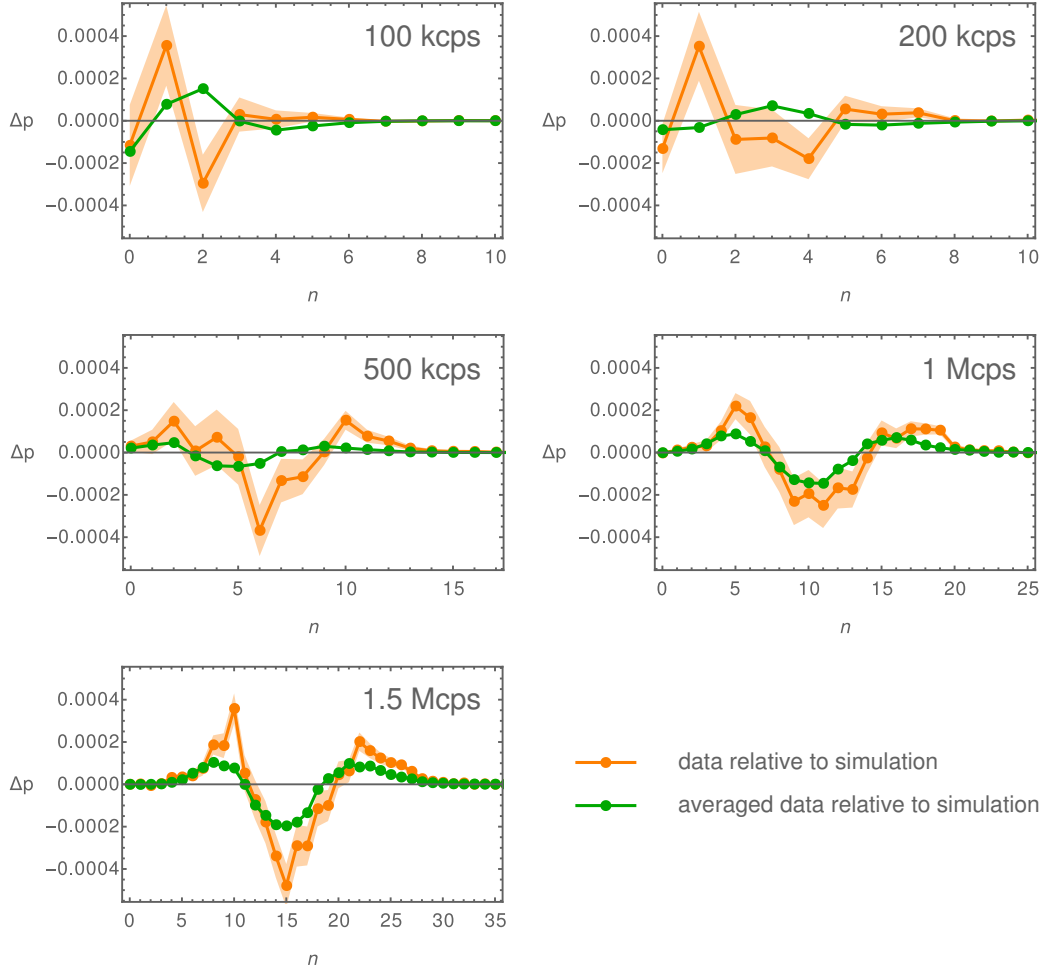 100 kcps
0.0004
0.0002
Δp
0.0000
−0.0002
−0.0004
0 2 4 6 8 10
n
200 kcps
0.0004
0.0002
Δp
0.0000
−0.0002
−0.0004
0 2 4 6 8 10
n
500 kcps
0.0004
0.0002
Δp
0.0000
−0.0002
−0.0004
0 5 10 15
n
1 Mcps
0.0004
0.0002
Δp
0.0000
−0.0002
−0.0004
0 5 10 15 20 25
n
1.5 Mcps
0.0004
0.0002
Δp
0.0000
−0.0002
−0.0004
0 5 10 15 20 25 30 35
n
data relative to simulation
averaged data relative to simulation